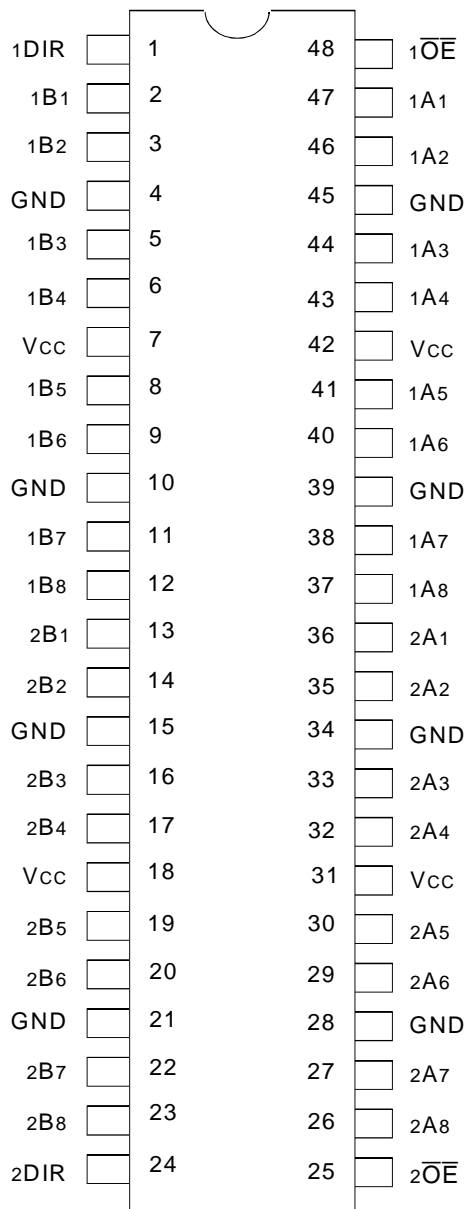 1DIR 1 48 1O̅E̅
1B1 2 47 1A1
1B2 3 46 1A2
GND 4 45 GND
1B3 5 44 1A3
1B4 6 43 1A4
VCC 7 42 VCC
1B5 8 41 1A5
1B6 9 40 1A6
GND 10 39 GND
1B7 11 38 1A7
1B8 12 37 1A8
2B1 13 36 2A1
2B2 14 35 2A2
GND 15 34 GND
2B3 16 33 2A3
2B4 17 32 2A4
VCC 18 31 VCC
2B5 19 30 2A5
2B6 20 29 2A6
GND 21 28 GND
2B7 22 27 2A7
2B8 23 26 2A8
2DIR 24 25 2O̅E̅